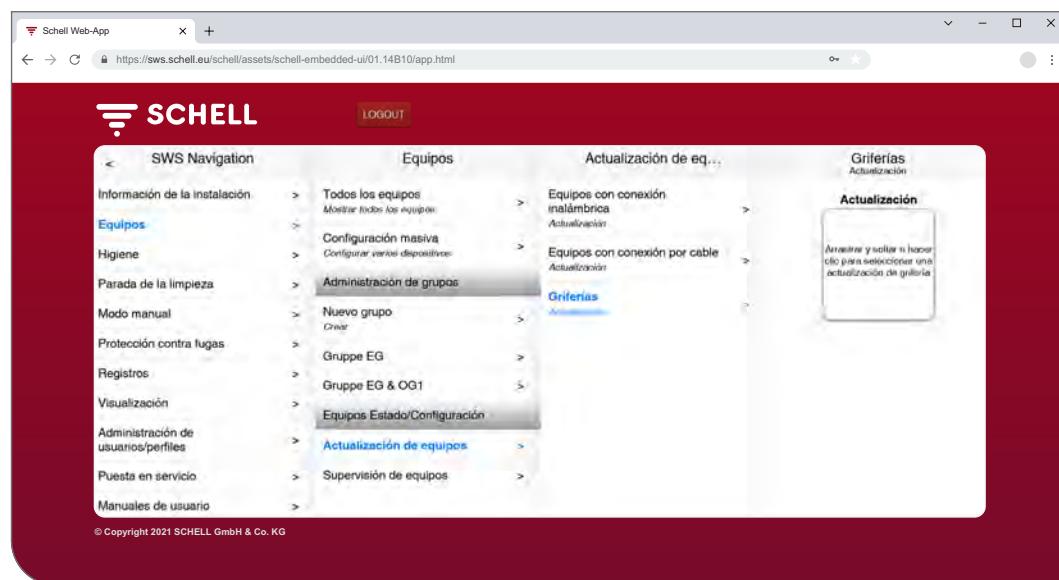 Schell Web-App
https://sws.schell.eu/schell/assets/schell-embedded-ui/01.14B10/app.html
SCHELL
LOGOUT
< SWS Navigation
Información de la instalación >
Equipos >
Higiene >
Parada de la limpieza >
Modo manual >
Protección contra fugas >
Registros >
Visualización >
Administración de
usuarios/perfiles >
Puesta en servicio >
Manuales de usuario >
Equipos
Todos los equipos >
Mostrar todos los equipos
Configuración masiva >
Configurar varios dispositivos
Administración de grupos
Nuevo grupo >
Crear
Gruppe EG >
Gruppe EG & OG1 >
Equipos Estado/Configuración
Actualización de equipos >
Supervisión de equipos >
Actualización de eq...
Equipos con conexión
inalámbrica >
Actualización
Equipos con conexión por cable >
Actualización
Griferías >
Actualización
Griferías
Actualización
Actualización
Arrastrar y soltar o hacer
clic para seleccionar una
actualización de grifería
© Copyright 2021 SCHELL GmbH & Co. KG